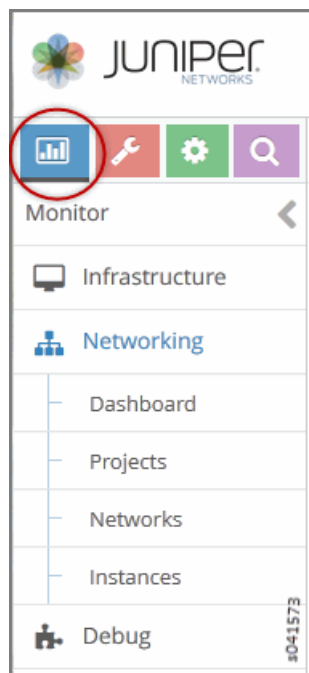 JUNIPER
NETWORKS
Monitor
Infrastructure
Networking
Dashboard
Projects
Networks
Instances
Debug
s041573